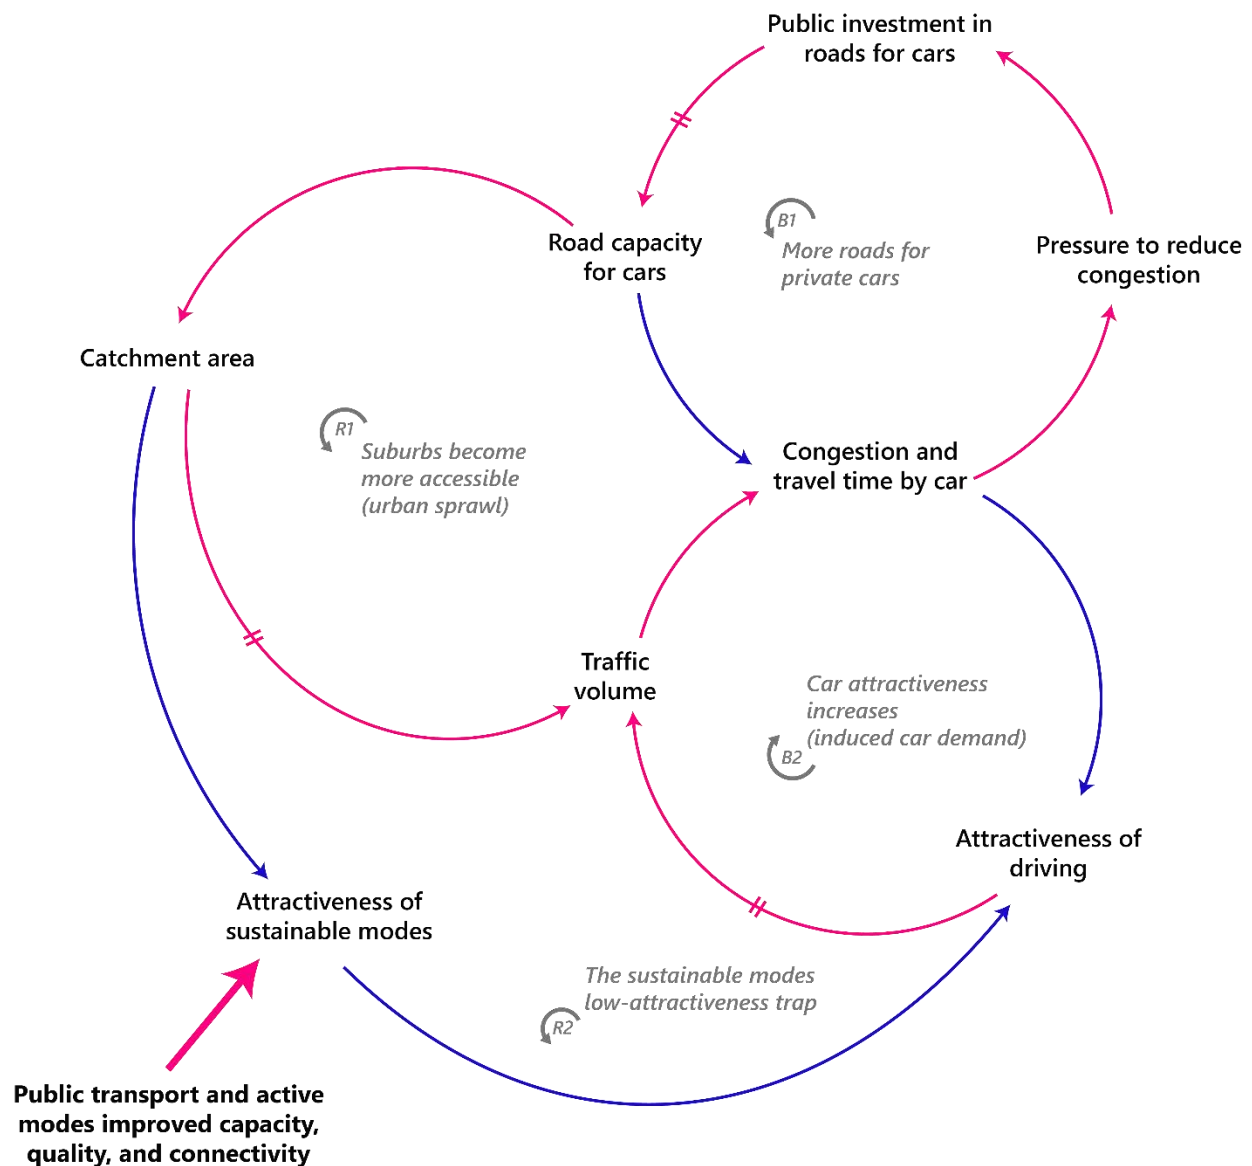 Public investment in
roads for cars
B1
More roads for
private cars
Road capacity
for cars
Pressure to reduce
congestion
Catchment area
R1
Suburbs become
more accessible
(urban sprawl)
Congestion and
travel time by car
Traffic
volume
Car attractiveness
increases
(induced car demand)
B2
Attractiveness of
driving
Attractiveness of
sustainable modes
The sustainable modes
low-attractiveness trap
R2
Public transport and active
modes improved capacity,
quality, and connectivity